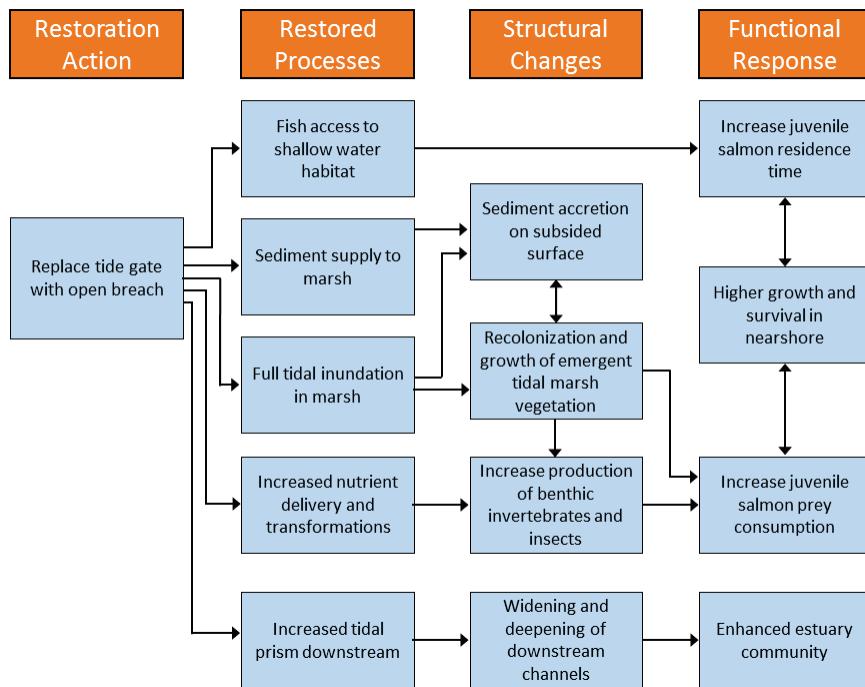 Restoration
Action
Restored
Processes
Structural
Changes
Functional
Response
Fish access to
shallow water
habitat
Increase juvenile
salmon residence
time
Replace tide gate
with open breach
Sediment supply to
marsh
Sediment accretion
on subsided
surface
Higher growth and
survival in
nearshore
Full tidal inundation
in marsh
Recolonization and
growth of emergent
tidal marsh
vegetation
Increased nutrient
delivery and
transformations
Increase production
of benthic
invertebrates and
insects
Increase juvenile
salmon prey
consumption
Increased tidal
prism downstream
Widening and
deepening of
downstream
channels
Enhanced estuary
community